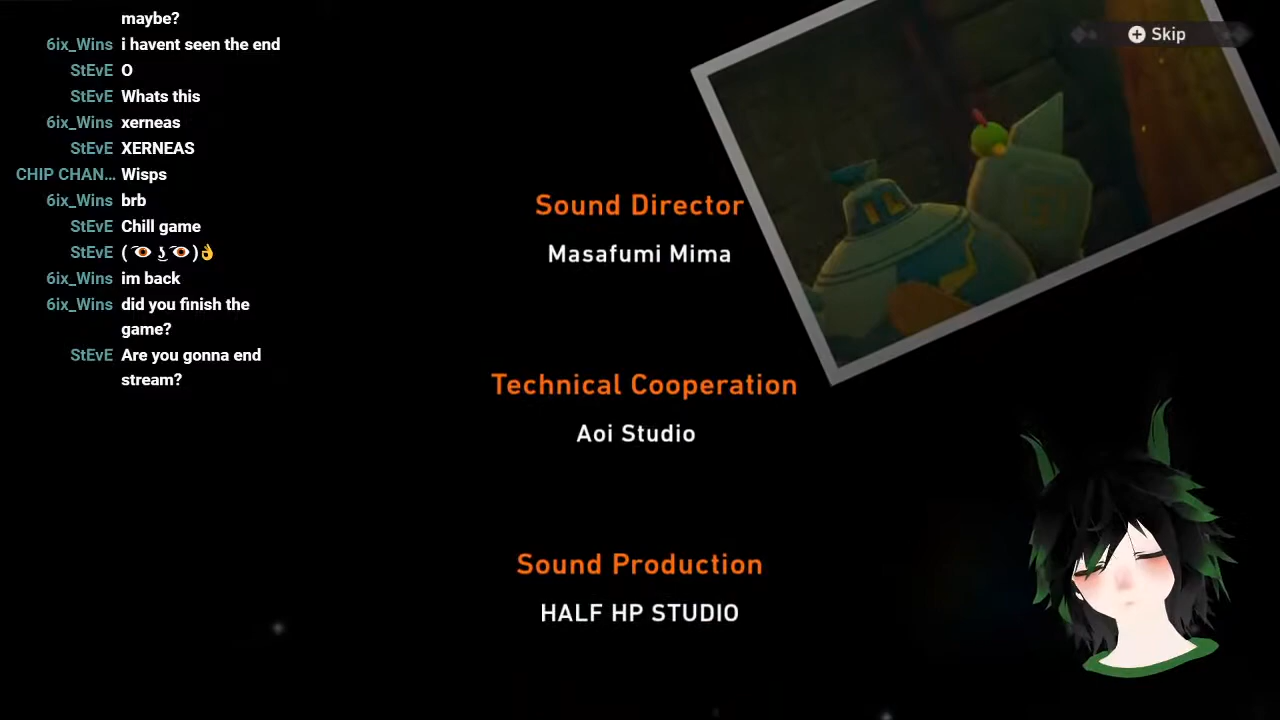 maybe?
6ix_Wins i havent seen the end
StEvE O
StEvE Whats this
6ix_Wins xerneas
StEvE XERNEAS
CHIP CHAN... Wisps
6ix_Wins brb
StEvE Chill game
StEvE ( 👁 ͜ʖ 👁 )👌
6ix_Wins im back
6ix_Wins did you finish the
game?
StEvE Are you gonna end
stream?
Skip
Sound Director
Masafumi Mima
Technical Cooperation
Aoi Studio
Sound Production
HALF HP STUDIO